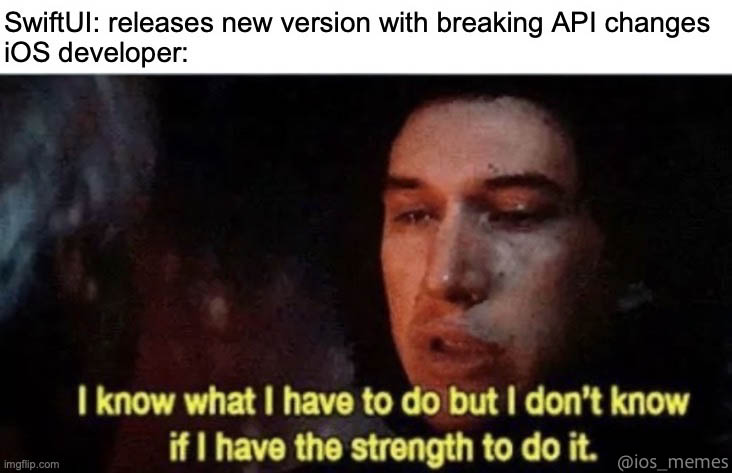 SwiftUI: releases new version with breaking API changes
iOS developer:
I know what I have to do but I don't know
if I have the strength to do it.
imgflip.com
@ios_memes